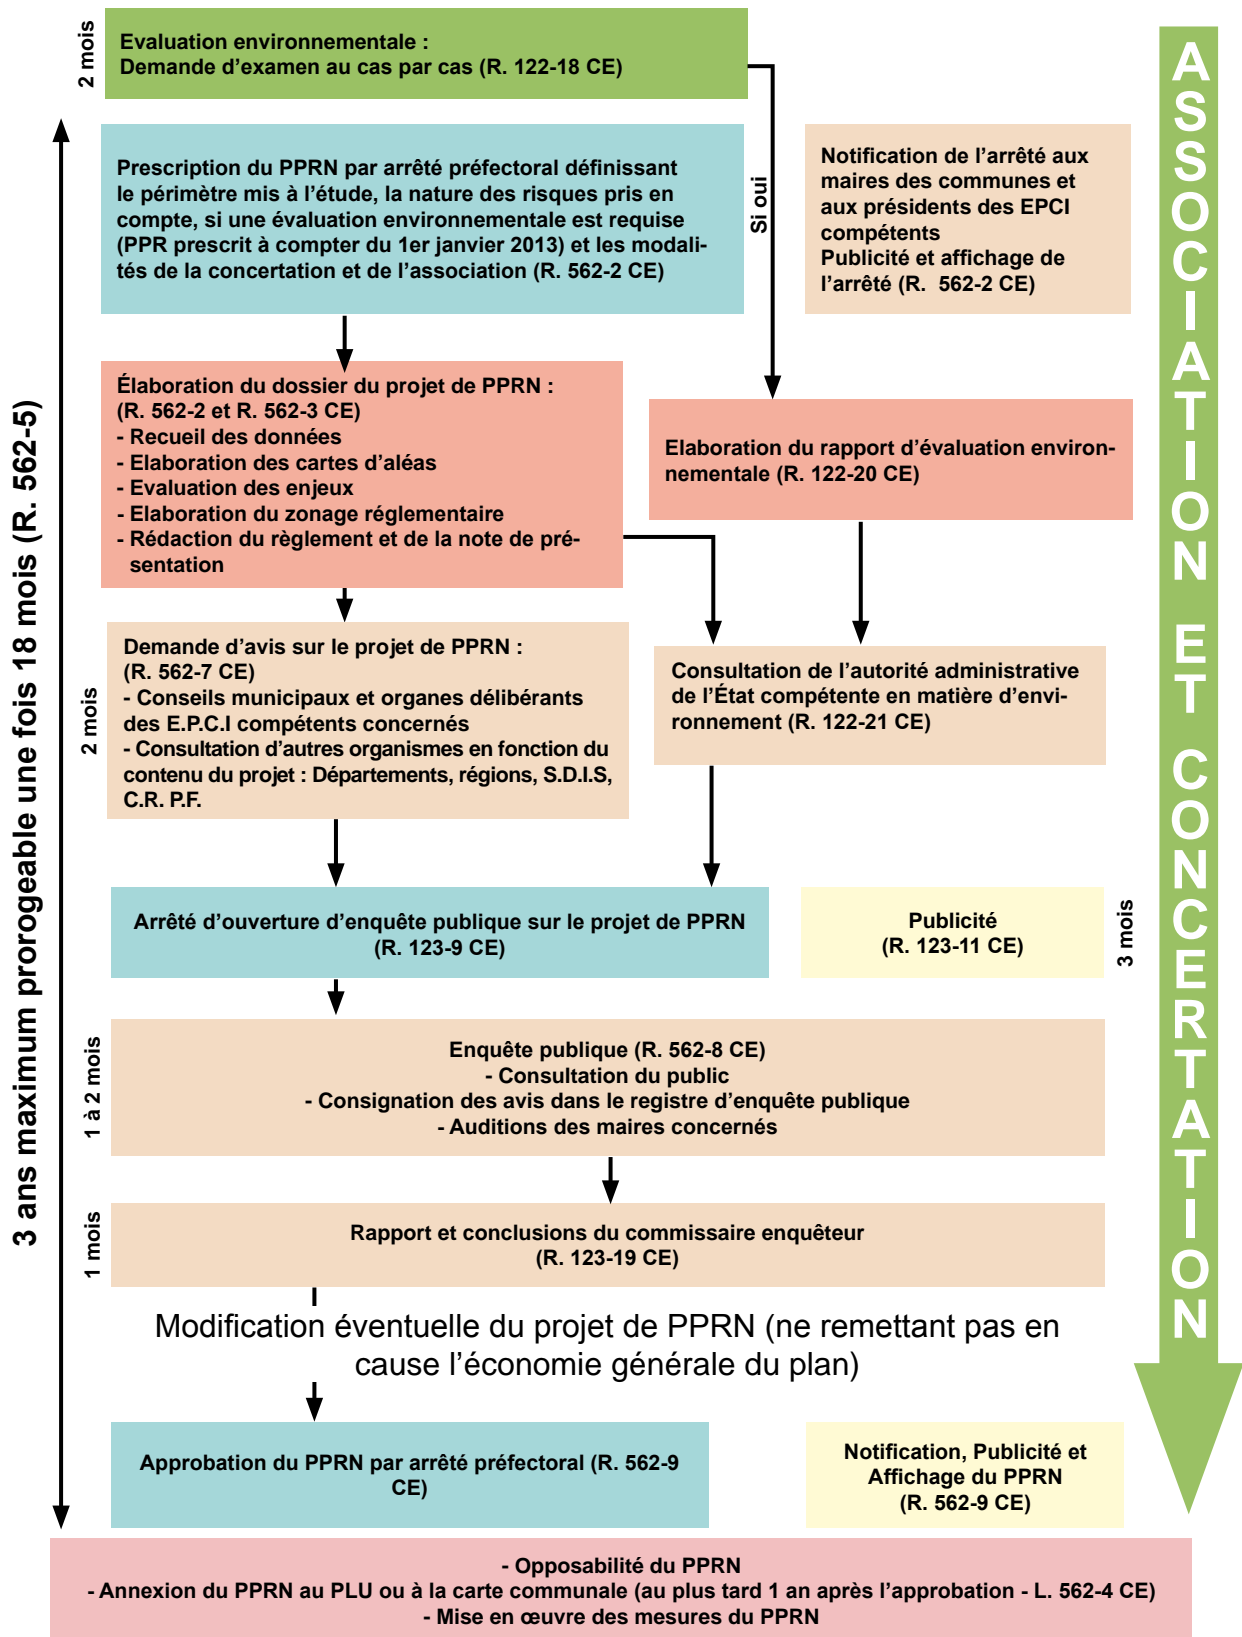 2 mois
Evaluation environnementale :
Demande d'examen au cas par cas (R. 122-18 CE)
Si oui
3 ans maximum prorogeable une fois 18 mois (R. 562-5)
Prescription du PPRN par arrêté préfectoral définissant
le périmètre mis à l'étude, la nature des risques pris en
compte, si une évaluation environnementale est requise
(PPR prescrit à compter du 1er janvier 2013) et les modali-
tés de la concertation et de l'association (R. 562-2 CE)
Notification de l'arrêté aux
maires des communes et
aux présidents des EPCI
compétents
Publicité et affichage de
l'arrêté (R.  562-2 CE)
Élaboration du dossier du projet de PPRN :
(R. 562-2 et R. 562-3 CE)
- Recueil des données
- Elaboration des cartes d'aléas
- Evaluation des enjeux
- Elaboration du zonage réglementaire
- Rédaction du règlement et de la note de pré-
sentation
Elaboration du rapport d'évaluation environ-
nementale (R. 122-20 CE)
2 mois
Demande d'avis sur le projet de PPRN :
(R. 562-7 CE)
- Conseils municipaux et organes délibérants
des E.P.C.I compétents concernés
- Consultation d'autres organismes en fonction du
contenu du projet : Départements, régions, S.D.I.S,
C.R. P.F.
Consultation de l'autorité administrative
de l'État compétente en matière d'envi-
ronnement (R. 122-21 CE)
Arrêté d'ouverture d'enquête publique sur le projet de PPRN
(R. 123-9 CE)
Publicité
(R. 123-11 CE)
3 mois
1 à 2 mois
Enquête publique (R. 562-8 CE)
- Consultation du public
- Consignation des avis dans le registre d'enquête publique
- Auditions des maires concernés
1 mois
Rapport et conclusions du commissaire enquêteur
(R. 123-19 CE)
Modification éventuelle du projet de PPRN (ne remettant pas en
cause l'économie générale du plan)
Approbation du PPRN par arrêté préfectoral (R. 562-9
CE)
Notification, Publicité et
Affichage du PPRN
(R. 562-9 CE)
- Opposabilité du PPRN
- Annexion du PPRN au PLU ou à la carte communale (au plus tard 1 an après l'approbation - L. 562-4 CE)
- Mise en œuvre des mesures du PPRN
ASSOCIATION ET CONCERTATION